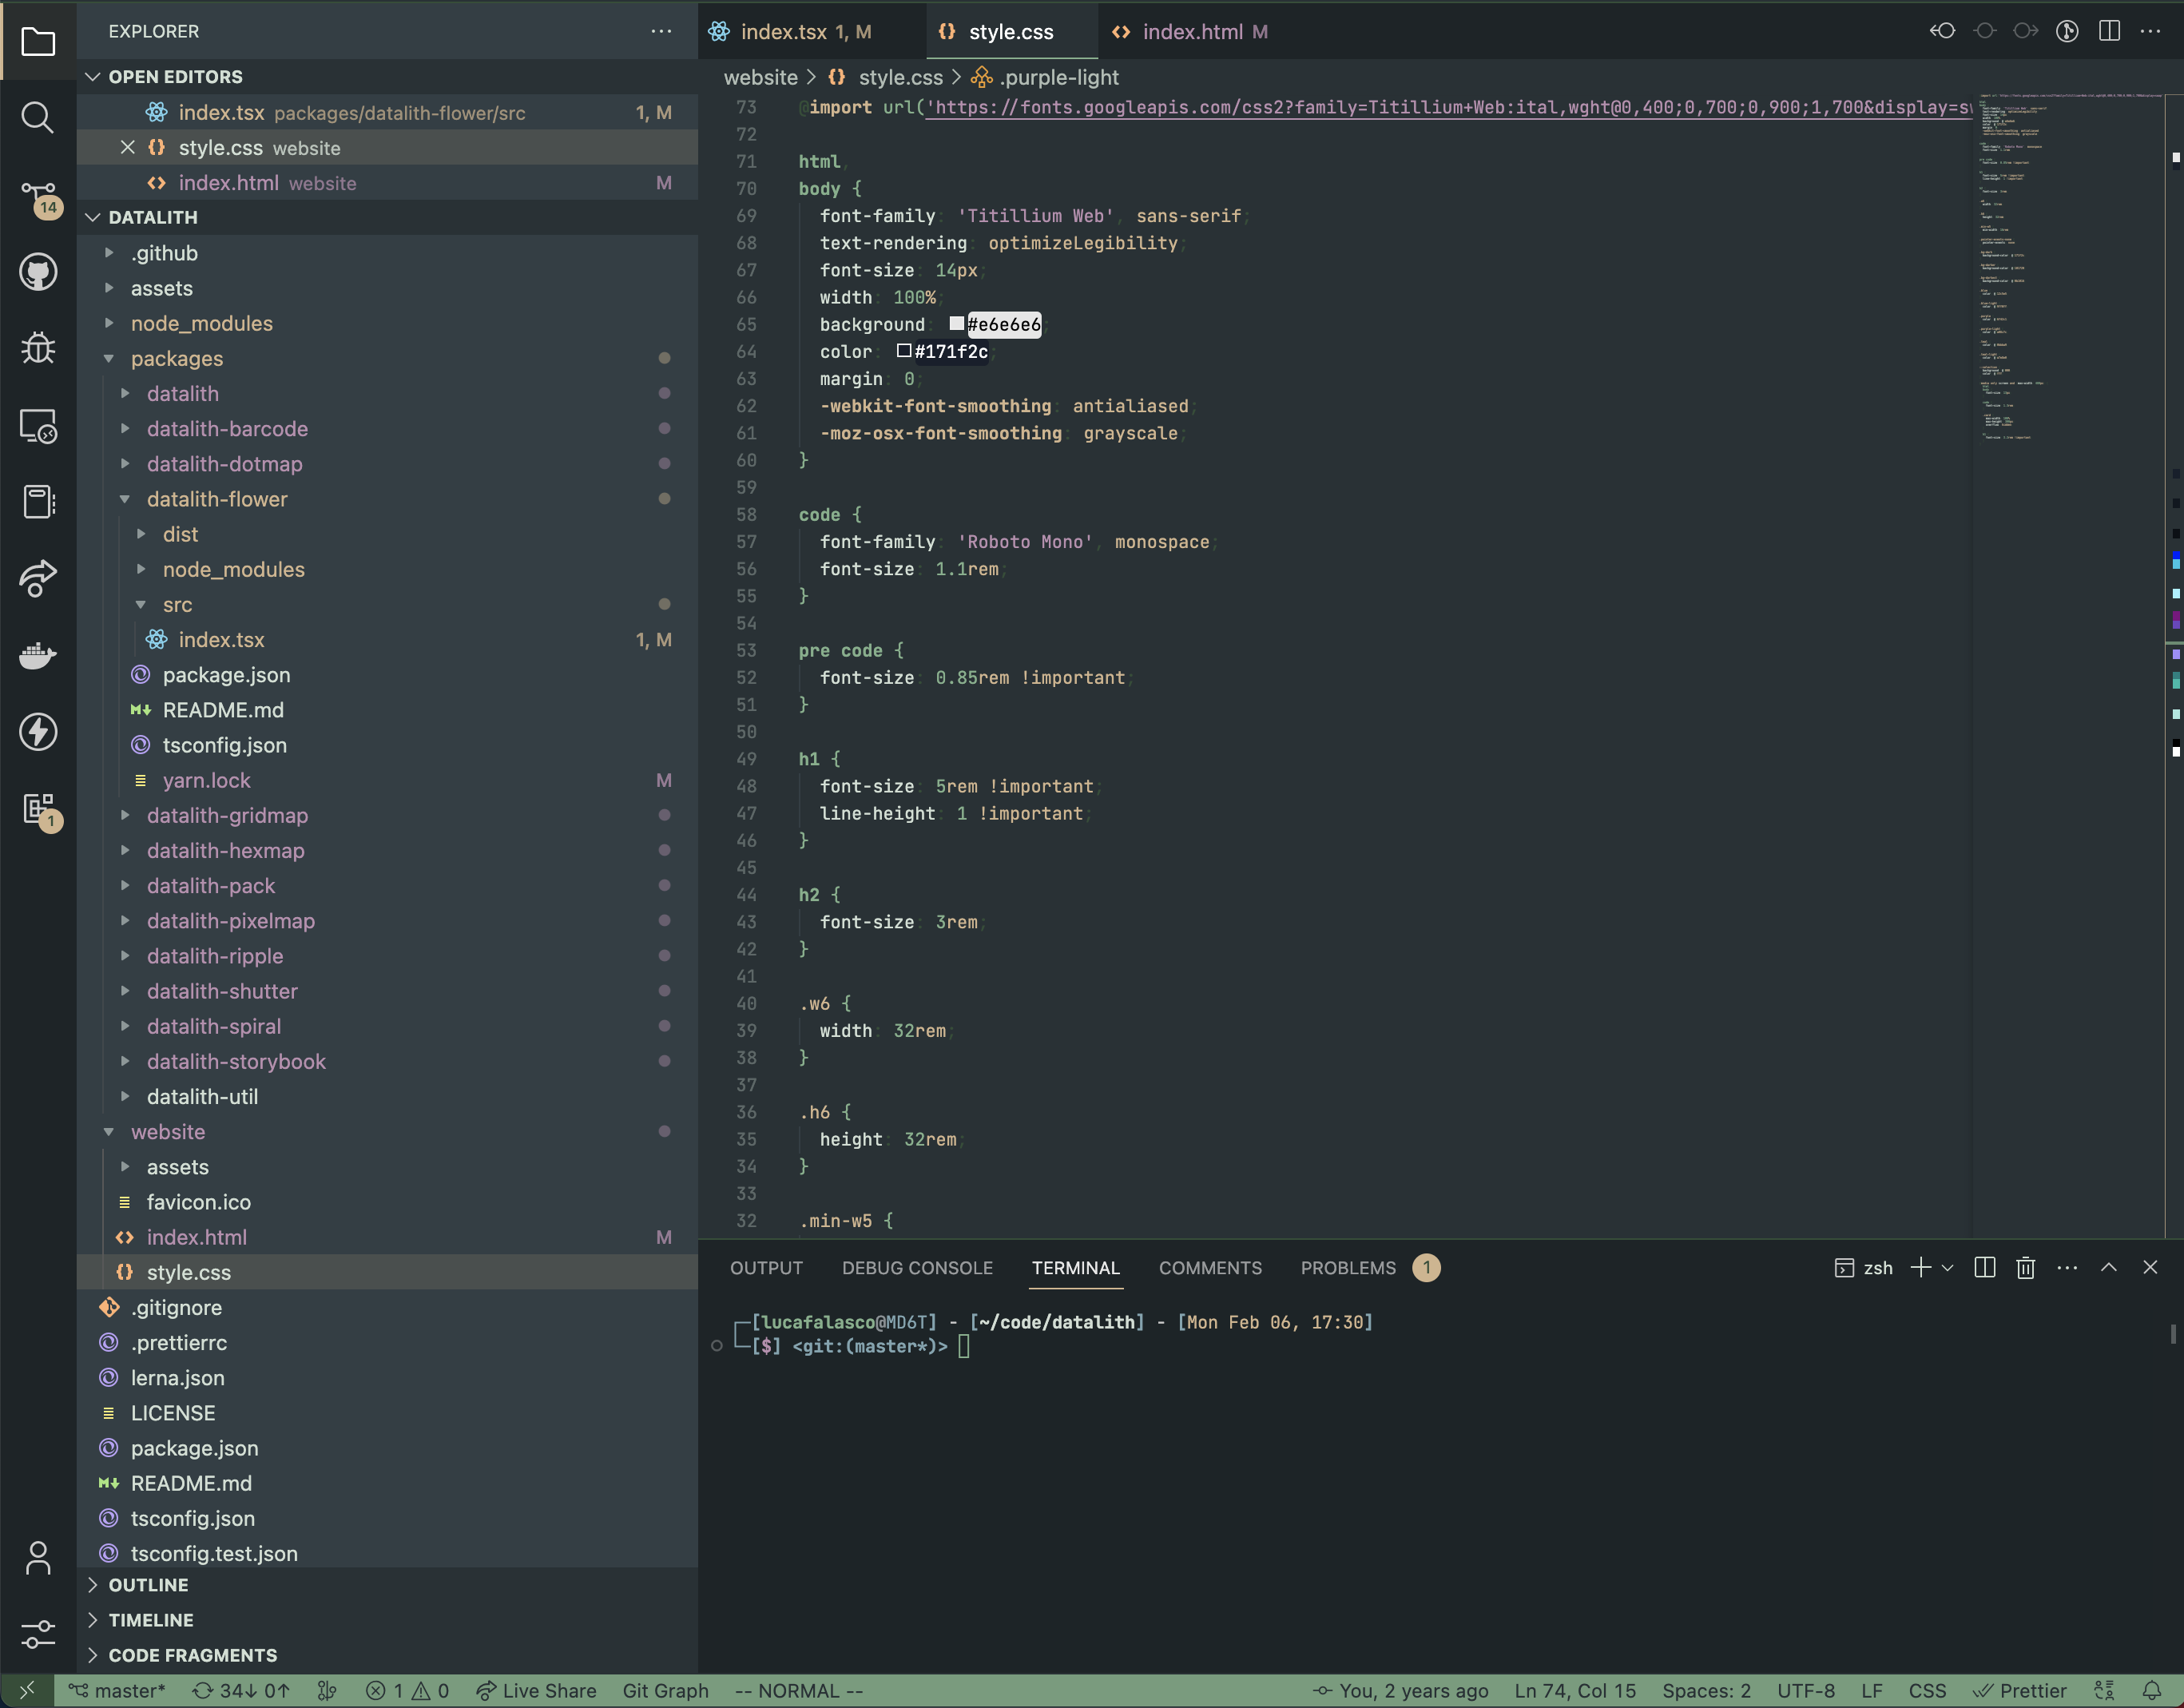 EXPLORER
OPEN EDITORS
index.tsx packages/datalith-flower/src 1, M
style.css website
index.html website M
DATALITH
.github
assets
node_modules
packages
datalith
datalith-barcode
datalith-dotmap
datalith-flower
dist
node_modules
src
index.tsx 1, M
package.json
README.md
tsconfig.json
yarn.lock M
datalith-gridmap
datalith-hexmap
datalith-pack
datalith-pixelmap
datalith-ripple
datalith-shutter
datalith-spiral
datalith-storybook
datalith-util
website
assets
favicon.ico
index.html M
style.css
.gitignore
.prettierrc
lerna.json
LICENSE
package.json
README.md
tsconfig.json
tsconfig.test.json
OUTLINE
TIMELINE
CODE FRAGMENTS
14
1
index.tsx 1, M
style.css
index.html M
website > style.css > .purple-light
73 @import url('https://fonts.googleapis.com/css2?family=Titillium+Web:ital,wght@0,400;0,700;0,900;1,700&display=sw
72
71 html,
70 body {
69 font-family: 'Titillium Web', sans-serif;
68 text-rendering: optimizeLegibility;
67 font-size: 14px;
66 width: 100%;
65 background: #e6e6e6;
64 color: #171f2c;
63 margin: 0;
62 -webkit-font-smoothing: antialiased;
61 -moz-osx-font-smoothing: grayscale;
60 }
59
58 code {
57 font-family: 'Roboto Mono', monospace;
56 font-size: 1.1rem;
55 }
54
53 pre code {
52 font-size: 0.85rem !important;
51 }
50
49 h1 {
48 font-size: 5rem !important;
47 line-height: 1 !important;
46 }
45
44 h2 {
43 font-size: 3rem;
42 }
41
40 .w6 {
39 width: 32rem;
38 }
37
36 .h6 {
35 height: 32rem;
34 }
33
32 .min-w5 {
OUTPUT DEBUG CONSOLE TERMINAL COMMENTS PROBLEMS 1
zsh
[lucafalasco@MD6T] - [~/code/datalith] - [Mon Feb 06, 17:30]
[$] <git:(master*)>
master* 34↓ 0↑ 1 0 Live Share Git Graph -- NORMAL -- You, 2 years ago Ln 74, Col 15 Spaces: 2 UTF-8 LF CSS Prettier